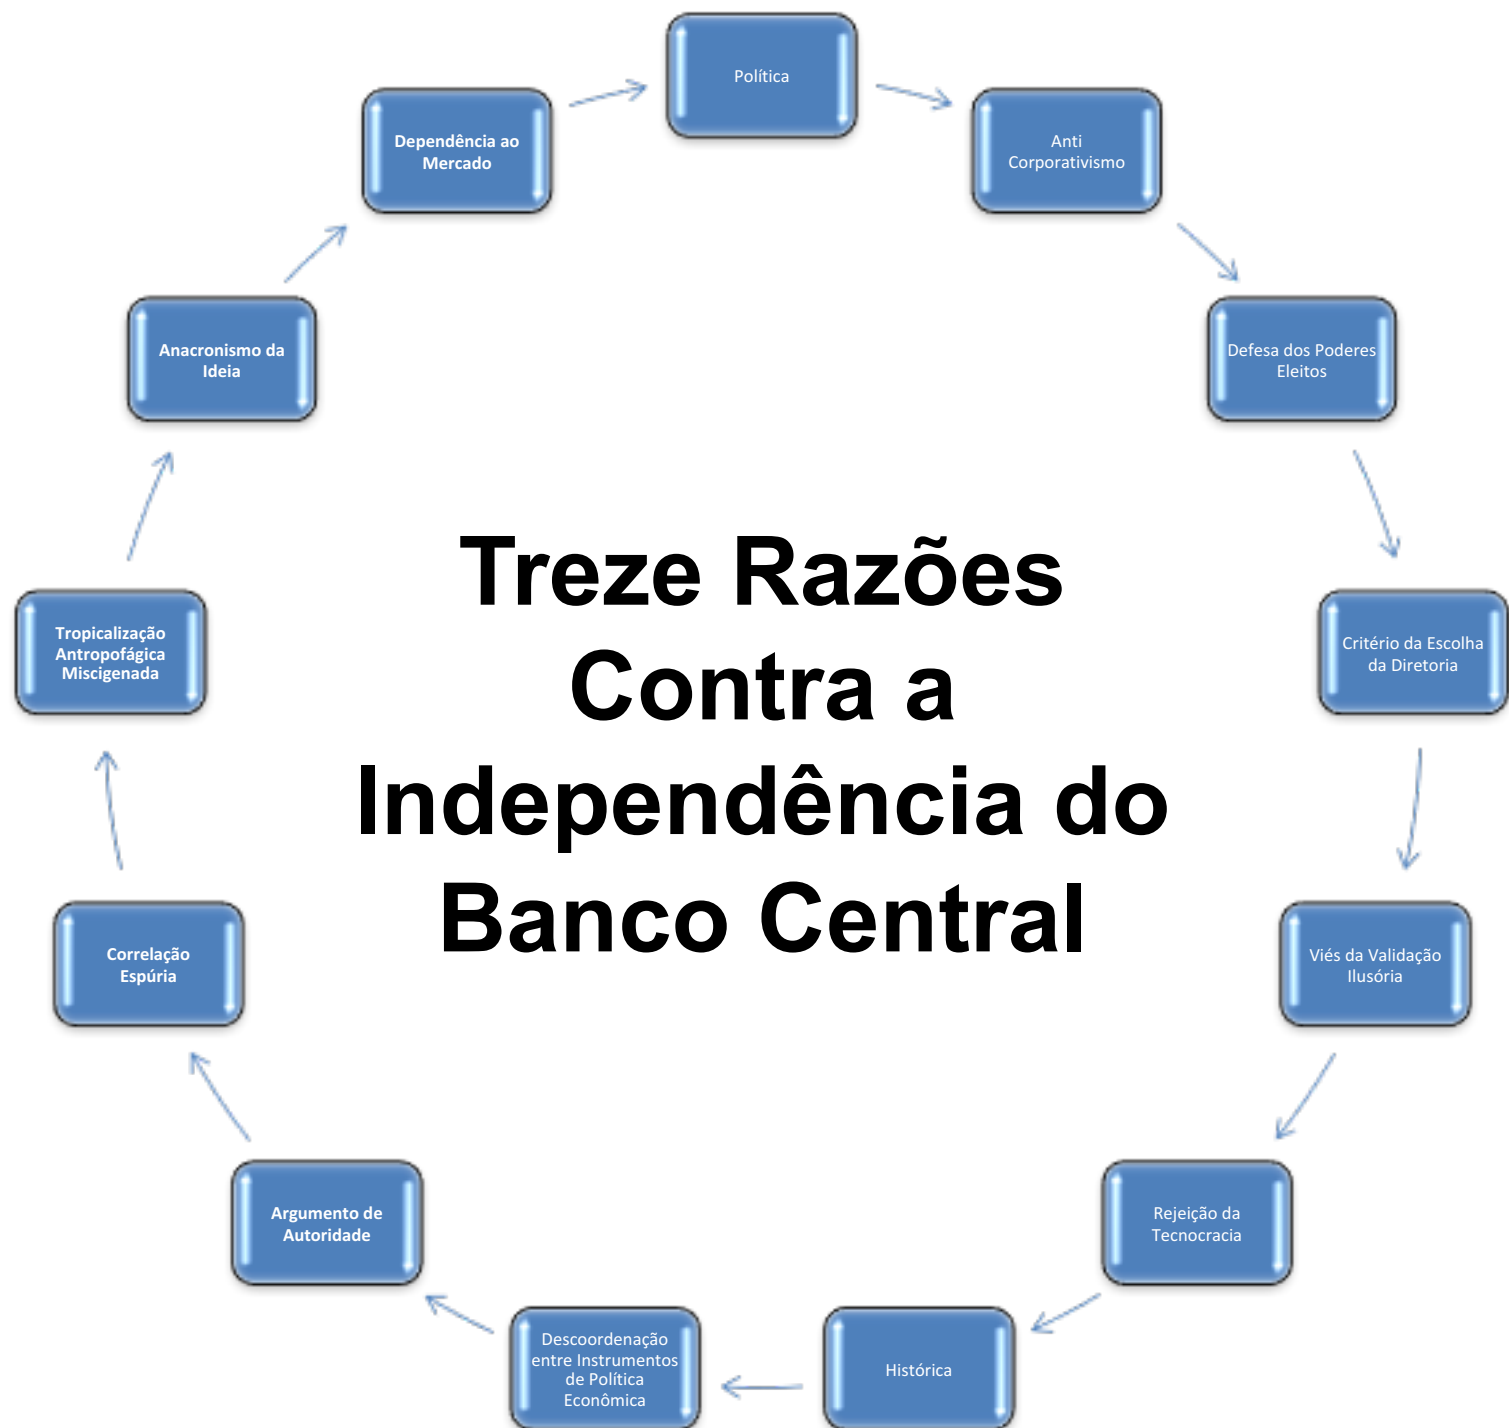 Política
Anti
Corporativismo
Defesa dos Poderes
Eleitos
Critério da Escolha
da Diretoria
Viés da Validação
Ilusória
Rejeição da
Tecnocracia
Histórica
Descoordenação
entre Instrumentos
de Política
Econômica
Argumento de
Autoridade
Correlação
Espúria
Tropicalização
Antropofágica
Miscigenada
Anacronismo da
Ideia
Dependência ao
Mercado
Treze Razões
Contra a
Independência do
Banco Central